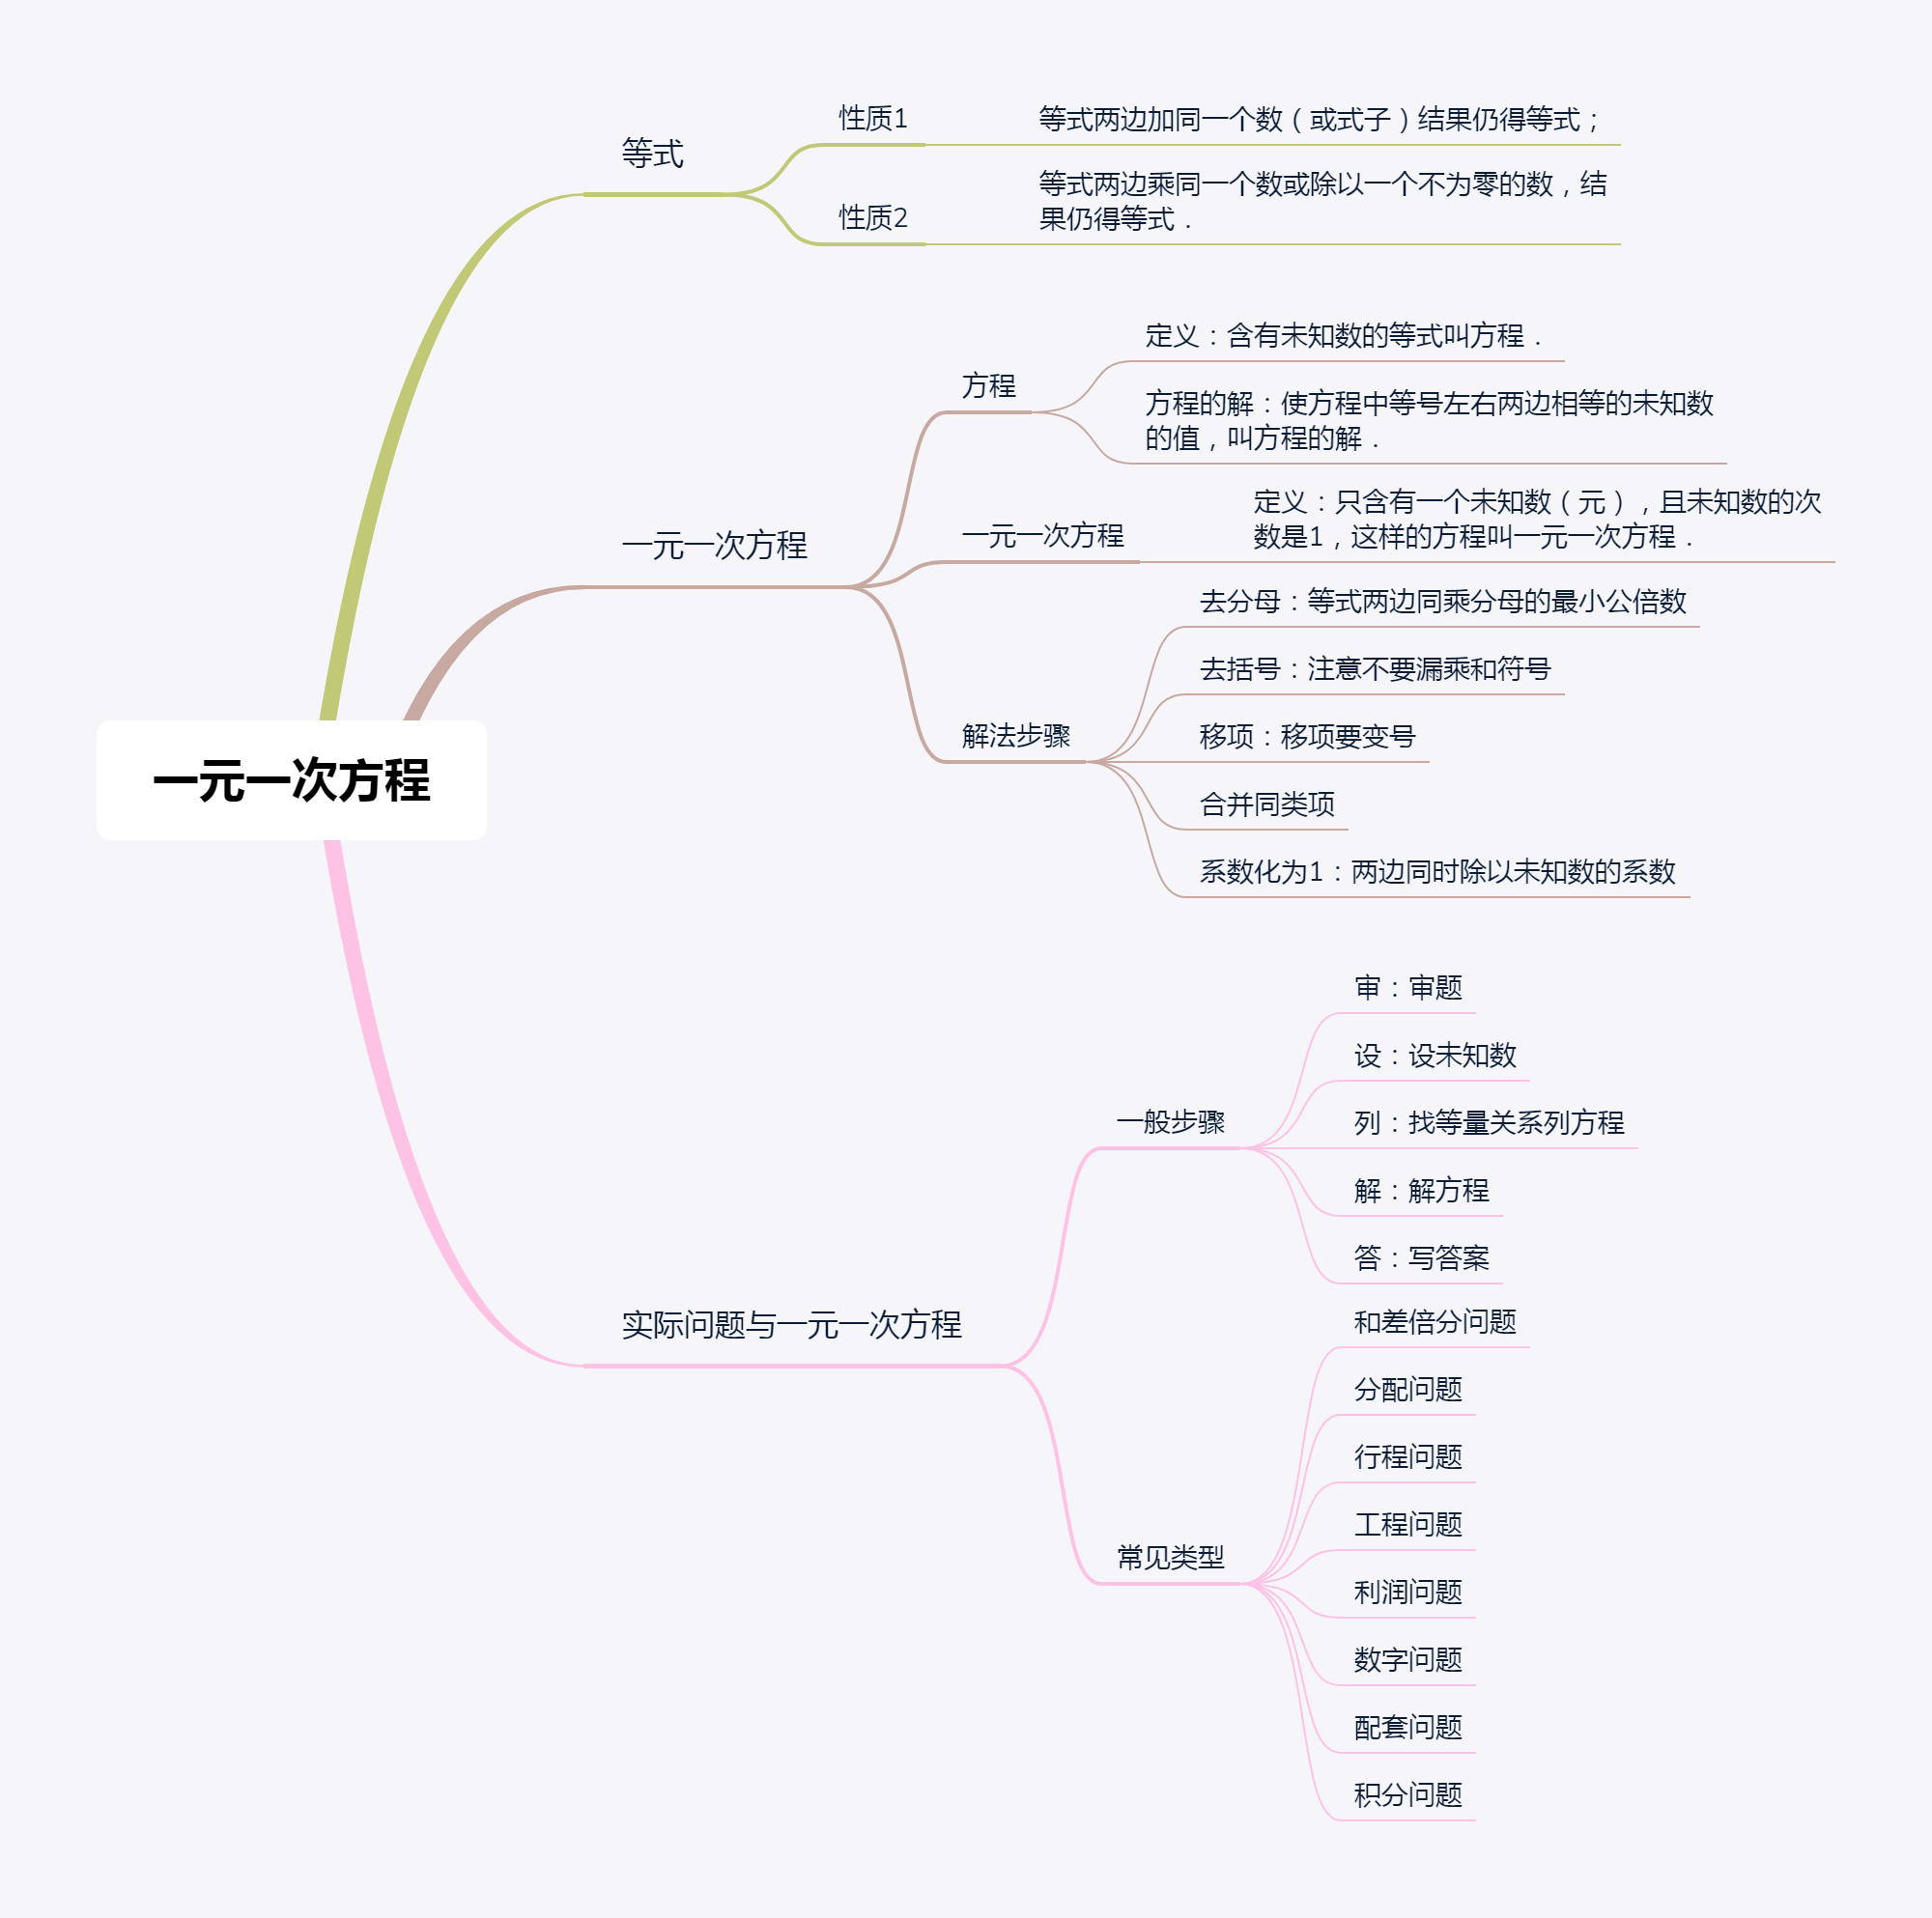 一元一次方程
等式
性质1
等式两边加同一个数（或式子）结果仍得等式；
性质2
等式两边乘同一个数或除以一个不为零的数，结
果仍得等式．
一元一次方程
方程
定义：含有未知数的等式叫方程．
方程的解：使方程中等号左右两边相等的未知数
的值，叫方程的解．
一元一次方程
定义：只含有一个未知数（元），且未知数的次
数是1，这样的方程叫一元一次方程．
解法步骤
去分母：等式两边同乘分母的最小公倍数
去括号：注意不要漏乘和符号
移项：移项要变号
合并同类项
系数化为1：两边同时除以未知数的系数
实际问题与一元一次方程
一般步骤
审：审题
设：设未知数
列：找等量关系列方程
解：解方程
答：写答案
常见类型
和差倍分问题
分配问题
行程问题
工程问题
利润问题
数字问题
配套问题
积分问题